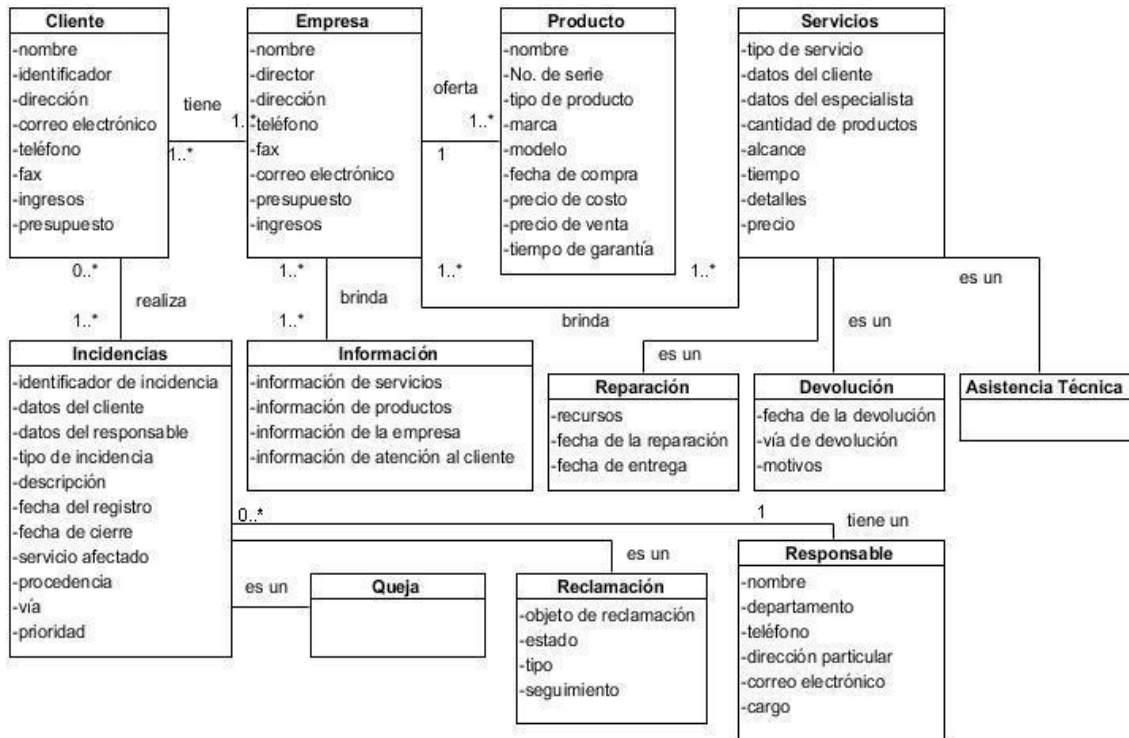 Cliente
-nombre
-identificador
-dirección
-correo electrónico
-teléfono
-fax
-ingresos
-presupuesto
tiene
1..*
1..*
Empresa
-nombre
-director
-dirección
-teléfono
-fax
-correo electrónico
-presupuesto
-ingresos
oferta
1
1..*
Producto
-nombre
-No. de serie
-tipo de producto
-marca
-modelo
-fecha de compra
-precio de costo
-precio de venta
-tiempo de garantía
Servicios
-tipo de servicio
-datos del cliente
-datos del especialista
-cantidad de productos
-alcance
-tiempo
-detalles
-precio
0..*
realiza
1..*
1..*
brinda
1..*
1..*
brinda
1..*
es un
es un
es un
Incidencias
-identificador de incidencia
-datos del cliente
-datos del responsable
-tipo de incidencia
-descripción
-fecha del registro
-fecha de cierre
-servicio afectado
-procedencia
-vía
-prioridad
Información
-información de servicios
-información de productos
-información de la empresa
-información de atención al cliente
Reparación
-recursos
-fecha de la reparación
-fecha de entrega
Devolución
-fecha de la devolución
-vía de devolución
-motivos
Asistencia Técnica
0..*
1
tiene un
es un
es un
Queja
Reclamación
-objeto de reclamación
-estado
-tipo
-seguimiento
Responsable
-nombre
-departamento
-teléfono
-dirección particular
-correo electrónico
-cargo